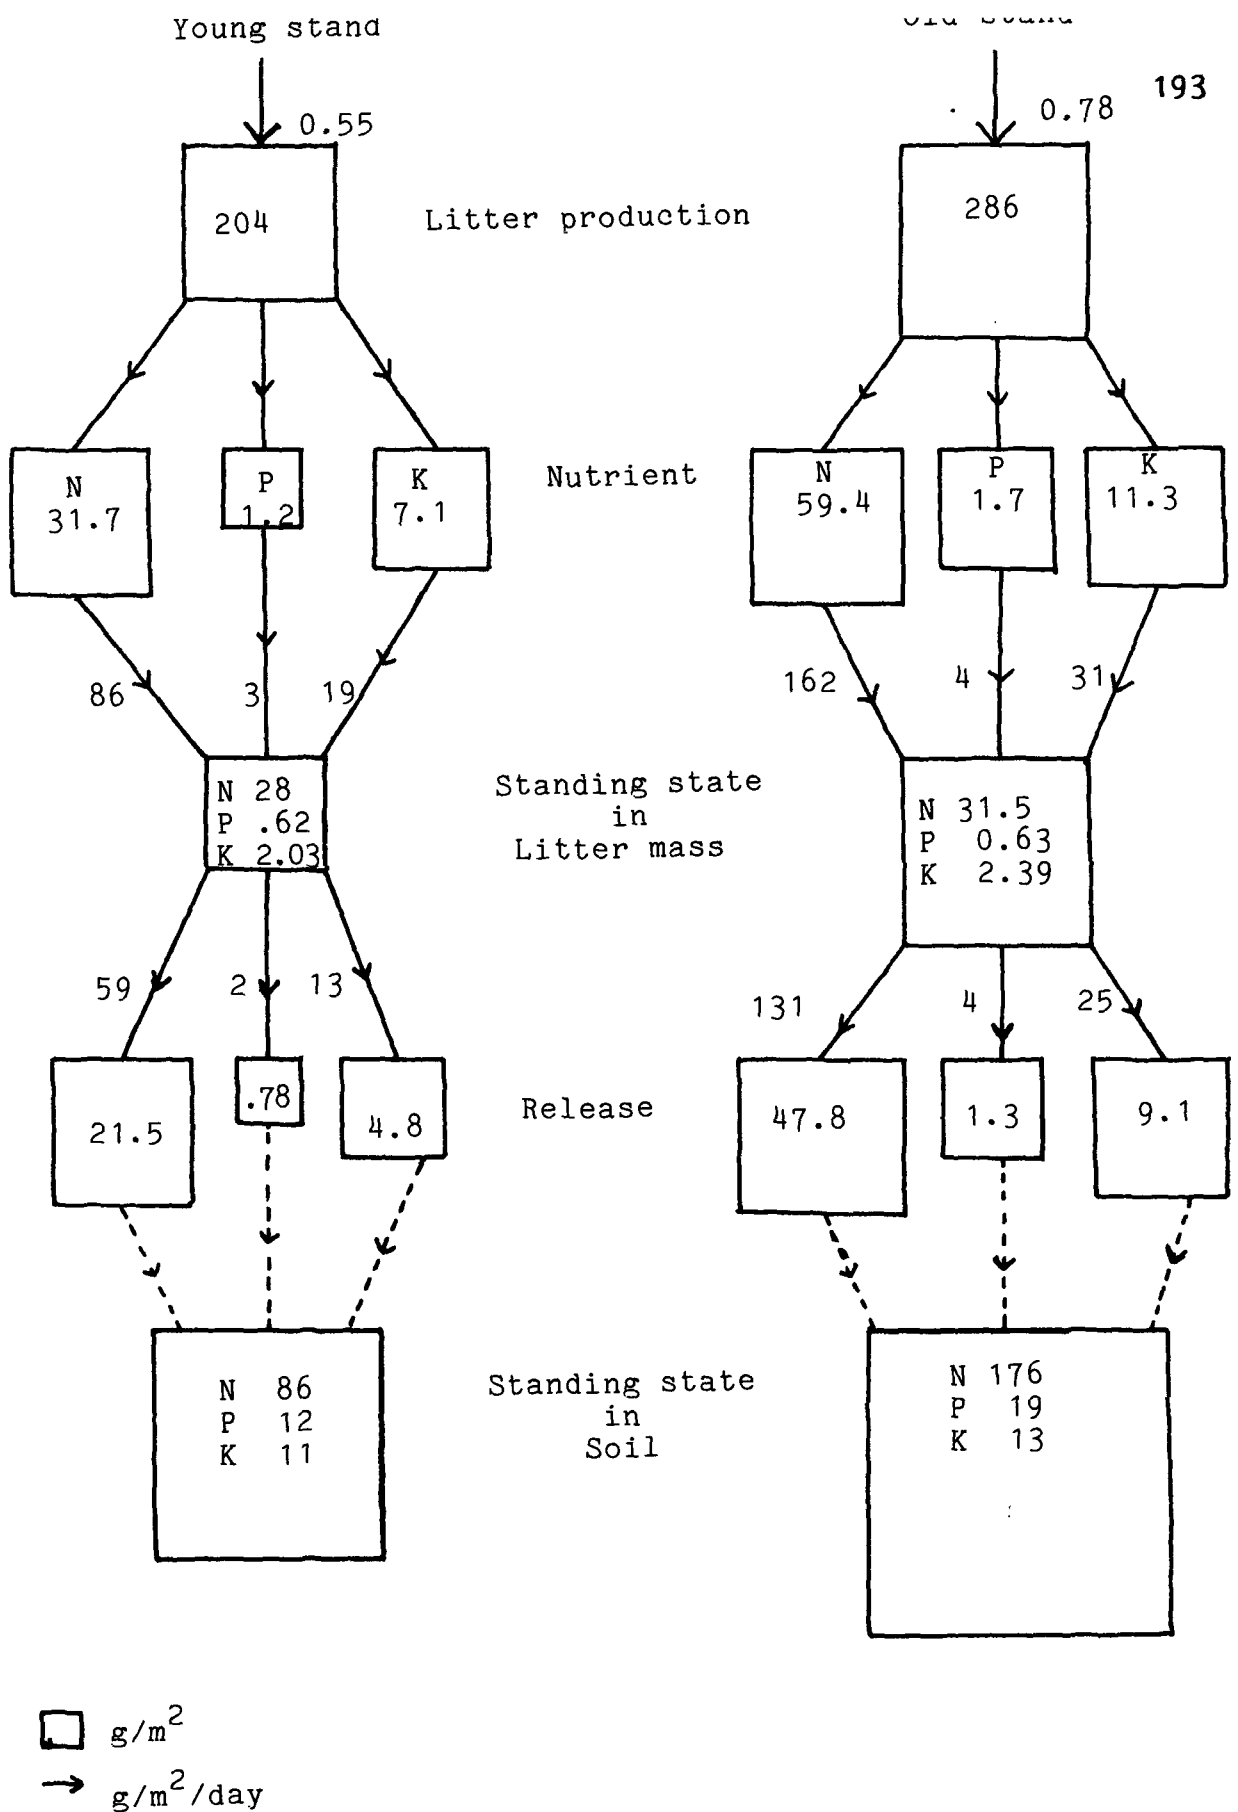 Young stand
193
0.55
0.78
204
Litter production
286
N
31.7
P
1.2
K
7.1
Nutrient
N
59.4
P
1.7
K
11.3
86
3
19
162
4
31
N 28
P .62
K 2.03
Standing state
in
Litter mass
N 31.5
P 0.63
K 2.39
59
2
13
131
4
25
21.5
.78
4.8
Release
47.8
1.3
9.1
N 86
P 12
K 11
Standing state
in
Soil
N 176
P 19
K 13
g/m²
g/m²/day